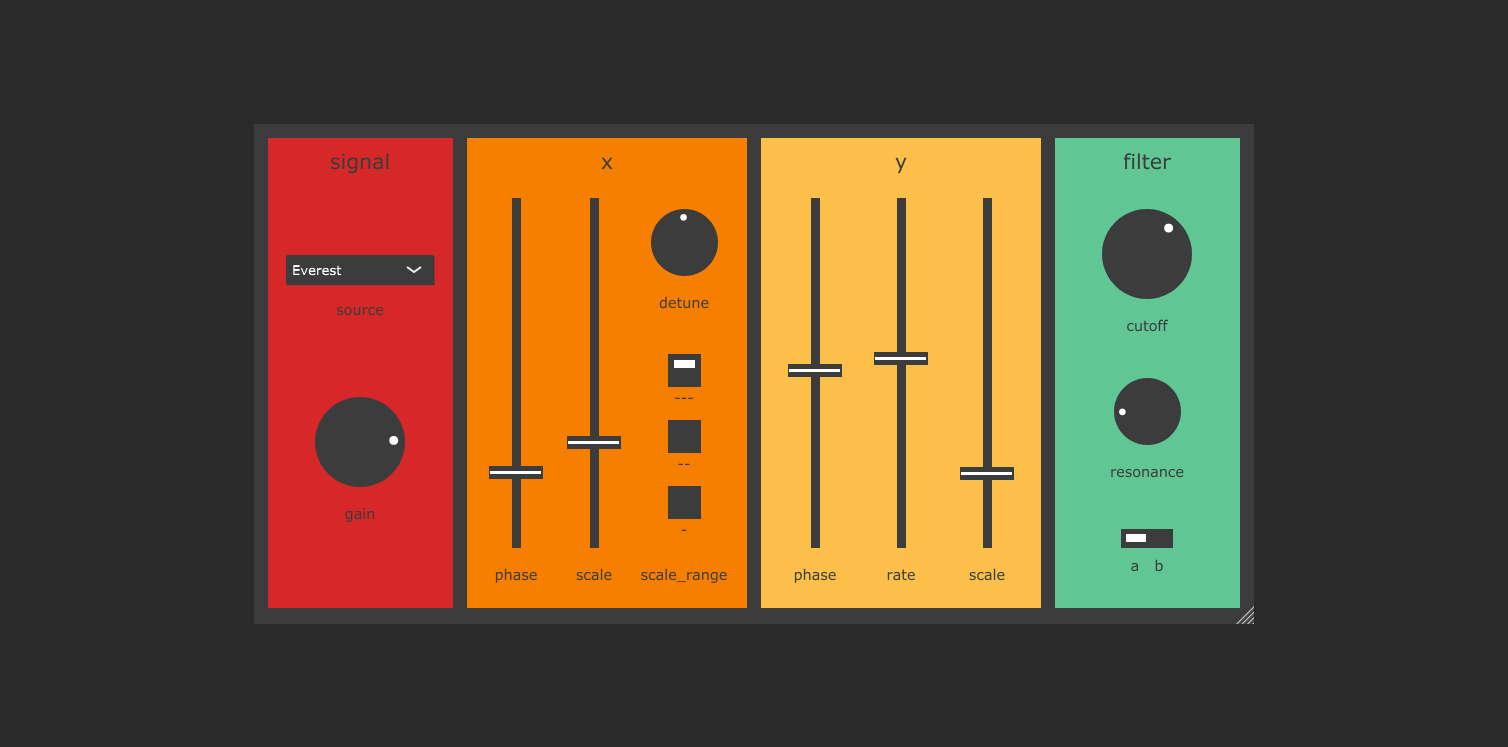 signal
Everest
source
gain
x
detune
---
--
-
phase
scale
scale_range
y
phase
rate
scale
filter
cutoff
resonance
a b